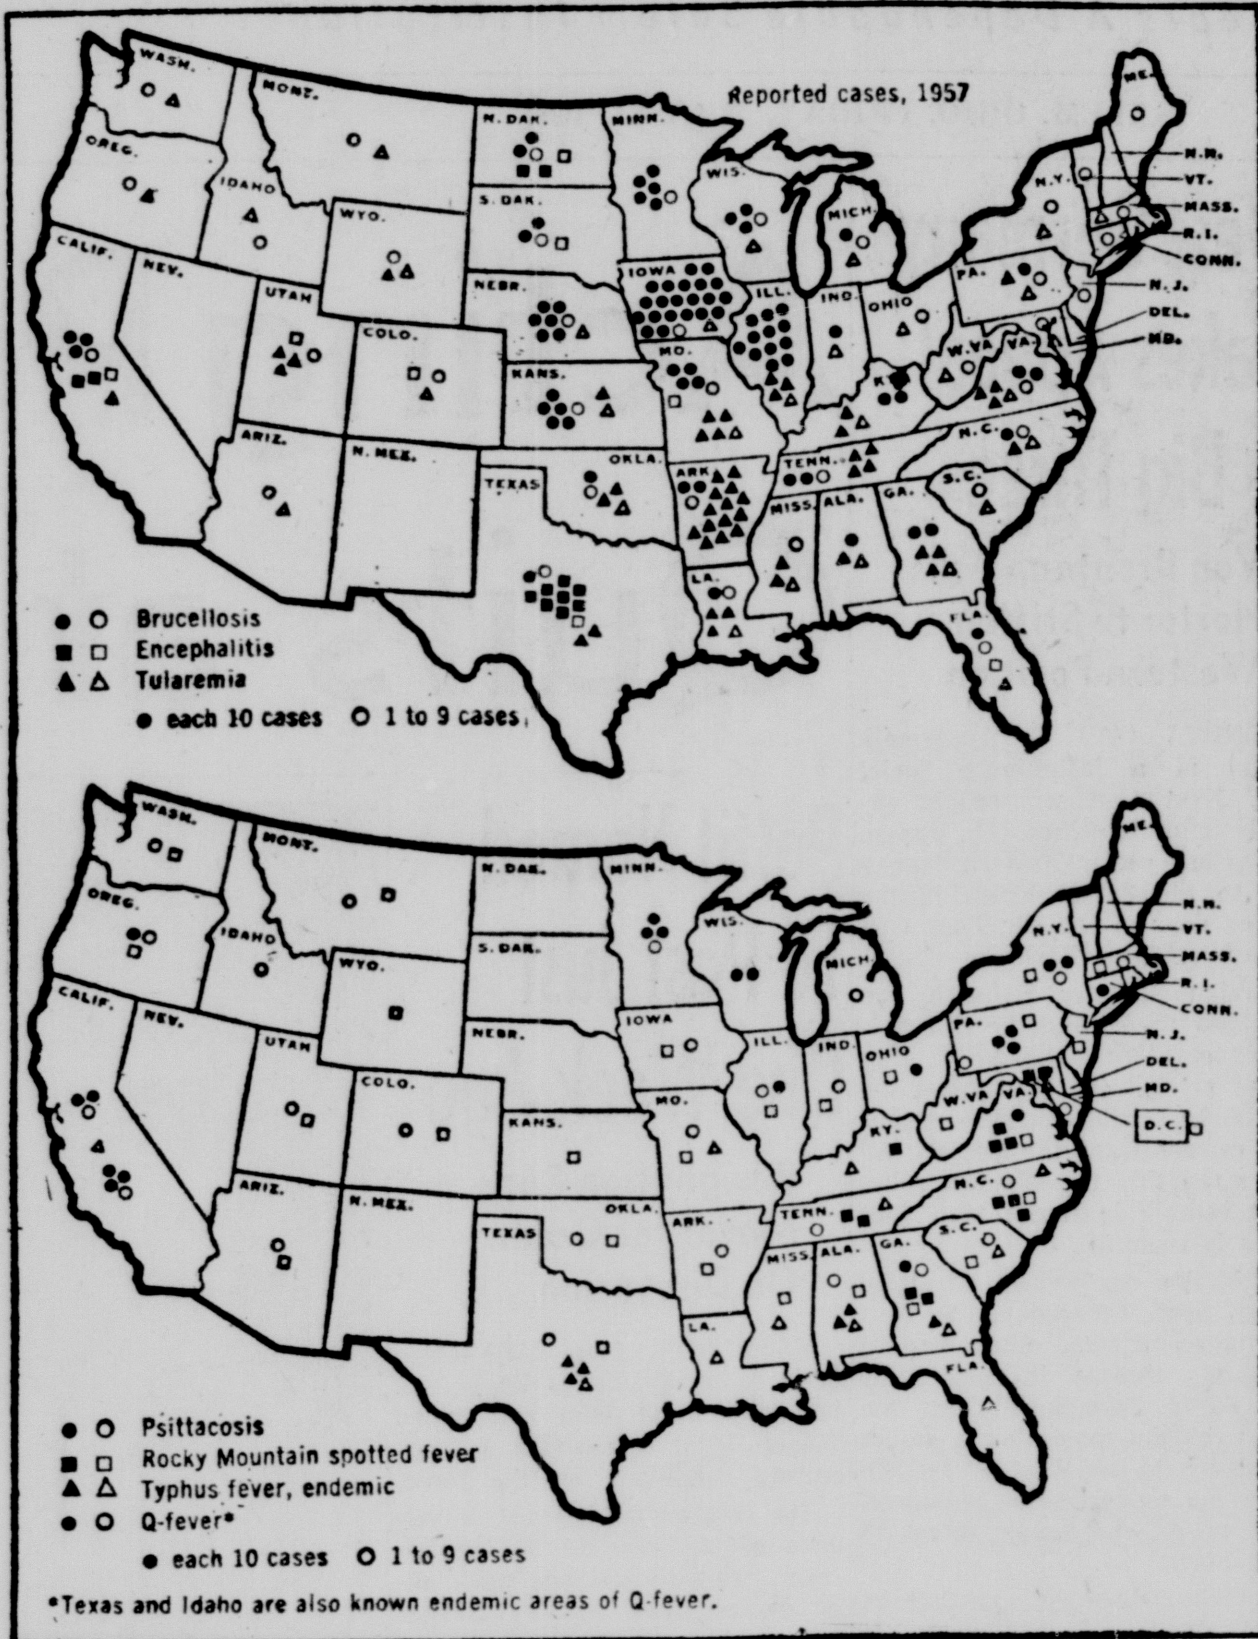 Reported cases, 1957
WASH.
MONT.
N. DAK.
MINN.
ME.
OREG.
IDAHO
WIS.
MICH.
N.Y.
N.H.
VT.
S. DAK.
WYO.
MASS.
R.I.
CONN.
CALIF.
NEV.
UTAH
NEBR.
IOWA
ILL.
IND.
OHIO
PA.
N.J.
DEL.
MD.
COLO.
KANS.
MO.
KY.
W.VA.
VA.
ARIZ.
N. MEX.
TEXAS
OKLA.
ARK.
TENN.
N.C.
S.C.
MISS.
ALA.
GA.
LA.
FLA.
Brucellosis
Encephalitis
Tularemia
each 10 cases 1 to 9 cases
WASH.
MONT.
N. DAK.
MINN.
ME.
OREG.
IDAHO
WIS.
MICH.
N.Y.
N.H.
VT.
S. DAK.
WYO.
MASS.
R.I.
CONN.
CALIF.
NEV.
UTAH
NEBR.
IOWA
ILL.
IND.
OHIO
PA.
N.J.
DEL.
MD.
D.C.
COLO.
KANS.
MO.
KY.
W.VA.
VA.
ARIZ.
N. MEX.
TEXAS
OKLA.
ARK.
TENN.
N.C.
S.C.
MISS.
ALA.
GA.
LA.
FLA.
Psittacosis
Rocky Mountain spotted fever
Typhus fever, endemic
Q-fever*
each 10 cases 1 to 9 cases
*Texas and Idaho are also known endemic areas of Q-fever.